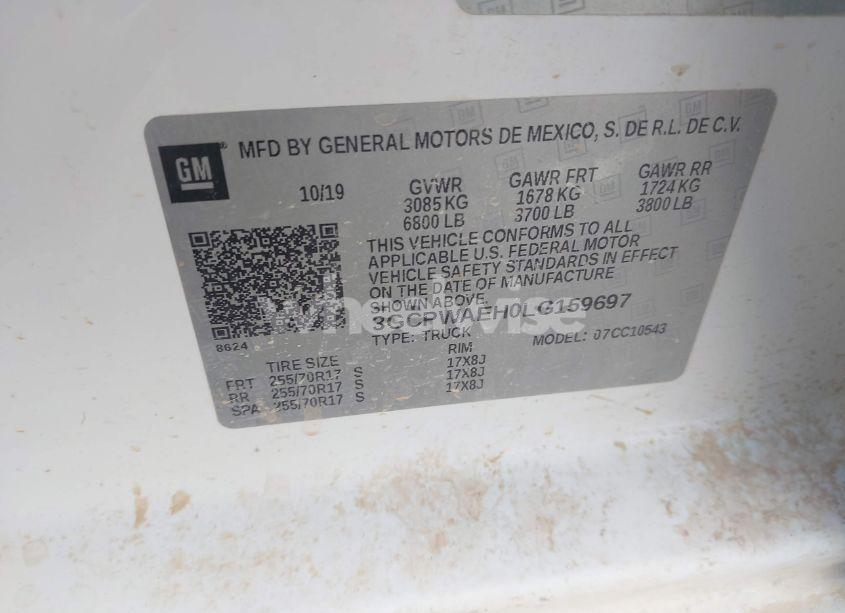 GM
MFD BY GENERAL MOTORS DE MEXICO, S. DE R.L. DE C.V.
10/19 GVWR GAWR FRT GAWR RR
3085 KG 1678 KG 1724 KG
6800 LB 3700 LB 3800 LB
THIS VEHICLE CONFORMS TO ALL
APPLICABLE U.S. FEDERAL MOTOR
VEHICLE SAFETY STANDARDS IN EFFECT
ON THE DATE OF MANUFACTURE
SHOWN ABOVE.
3GCPWAEH0LG159697
TYPE: TRUCK MODEL: 07CC10543
8624
TIRE SIZE RIM
FRT 255/70R17 S 17X8J
RR 255/70R17 S 17X8J
SPA 255/70R17 S 17X8J